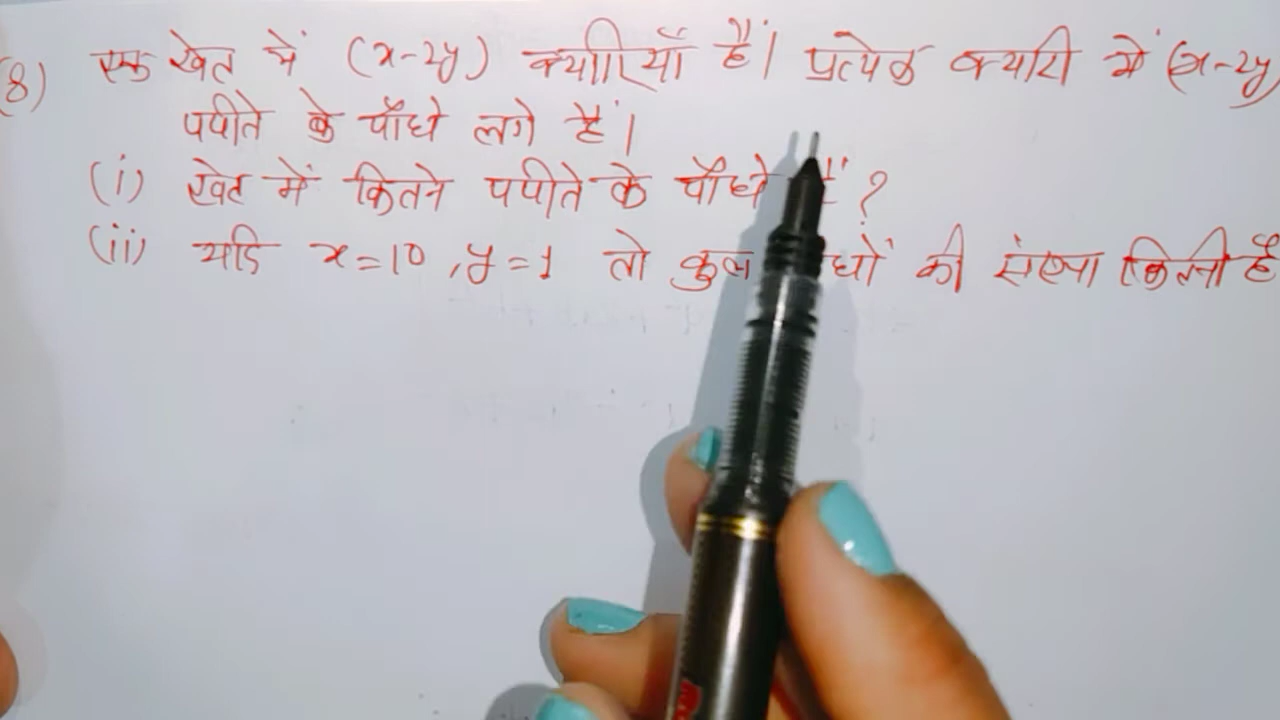 (8) एक खेत में (x-2y) क्यारियाँ हैं। प्रत्येक क्यारी में (x-2y)
पपीते के पौधे लगे हैं।
(i) खेत में कितने पपीते के पौधे हैं ?
(ii) यदि x=10, y=1 तो कुल की संख्या कितनी है